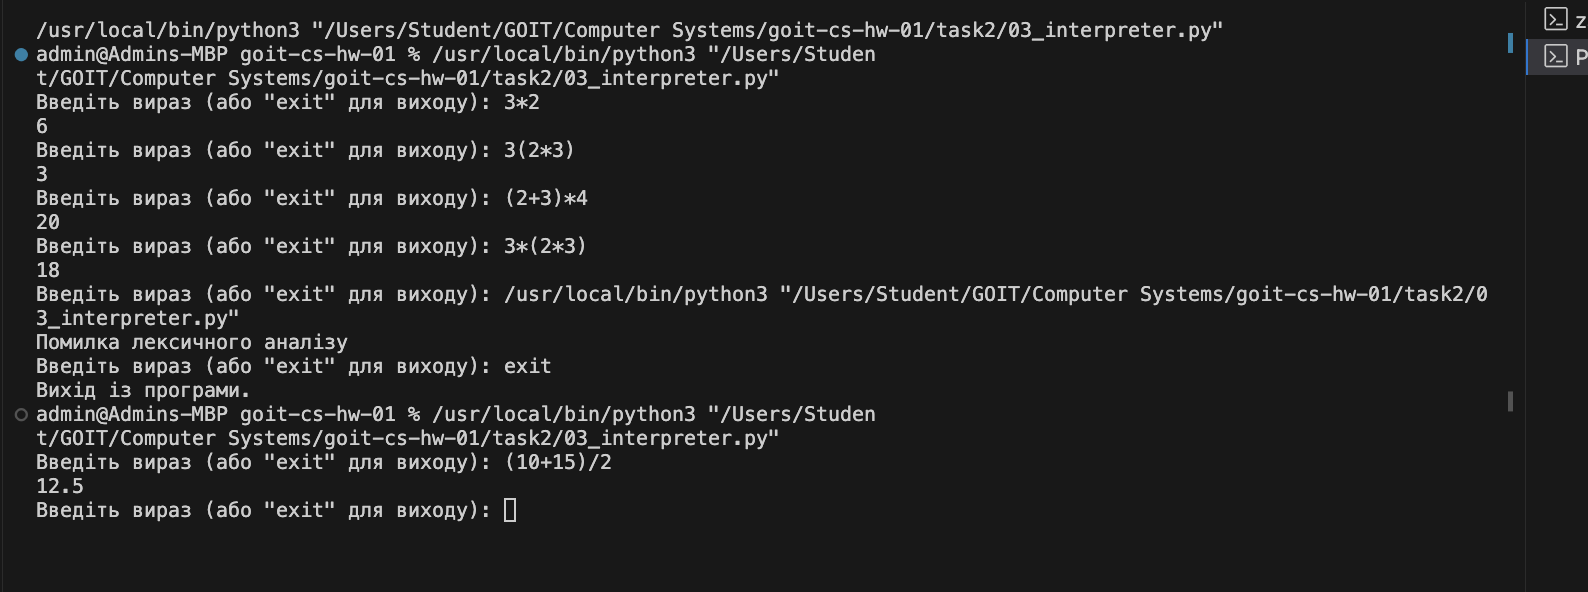 /usr/local/bin/python3 "/Users/Student/GOIT/Computer Systems/goit-cs-hw-01/task2/03_interpreter.py"
admin@Admins-MBP goit-cs-hw-01 % /usr/local/bin/python3 "/Users/Studen
t/GOIT/Computer Systems/goit-cs-hw-01/task2/03_interpreter.py"
Введіть вираз (або "exit" для виходу): 3*2
6
Введіть вираз (або "exit" для виходу): 3(2*3)
3
Введіть вираз (або "exit" для виходу): (2+3)*4
20
Введіть вираз (або "exit" для виходу): 3*(2*3)
18
Введіть вираз (або "exit" для виходу): /usr/local/bin/python3 "/Users/Student/GOIT/Computer Systems/goit-cs-hw-01/task2/0
3_interpreter.py"
Помилка лексичного аналізу
Введіть вираз (або "exit" для виходу): exit
Вихід із програми.
admin@Admins-MBP goit-cs-hw-01 % /usr/local/bin/python3 "/Users/Studen
t/GOIT/Computer Systems/goit-cs-hw-01/task2/03_interpreter.py"
Введіть вираз (або "exit" для виходу): (10+15)/2
12.5
Введіть вираз (або "exit" для виходу):
z
P